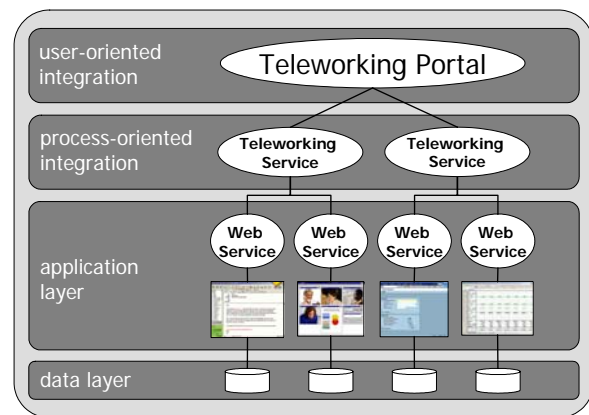 user-oriented
integration
Teleworking Portal
process-oriented
integration
Teleworking
Service
Teleworking
Service
application
layer
Web
Service
Web
Service
Web
Service
Web
Service
data layer